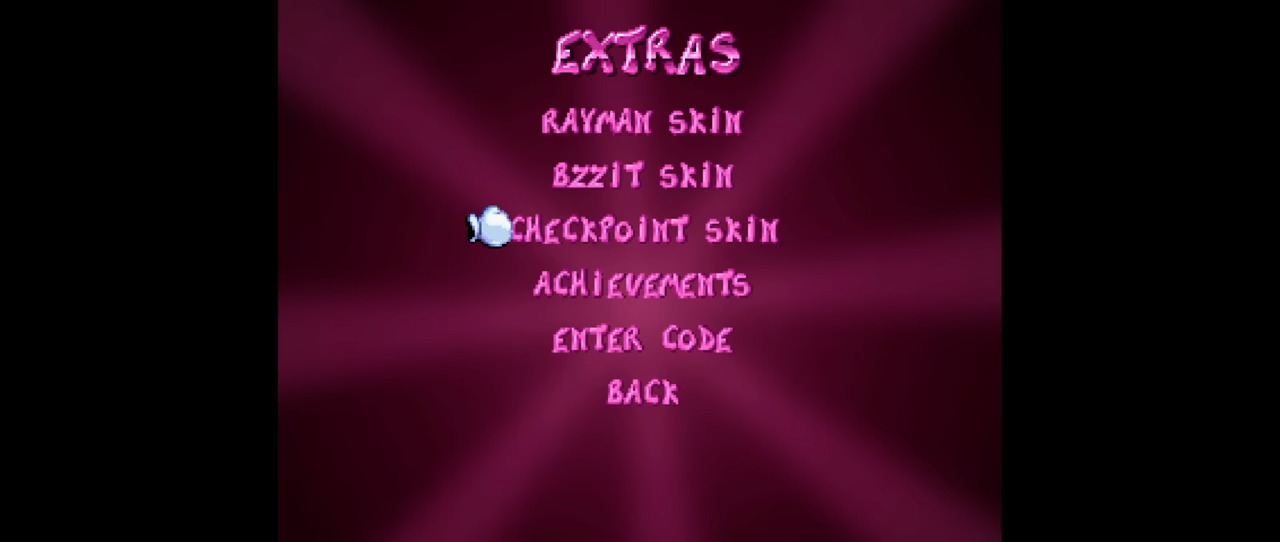 EXTRAS
RAYMAN SKIN
BZZIT SKIN
CHECKPOINT SKIN
ACHIEVEMENTS
ENTER CODE
BACK